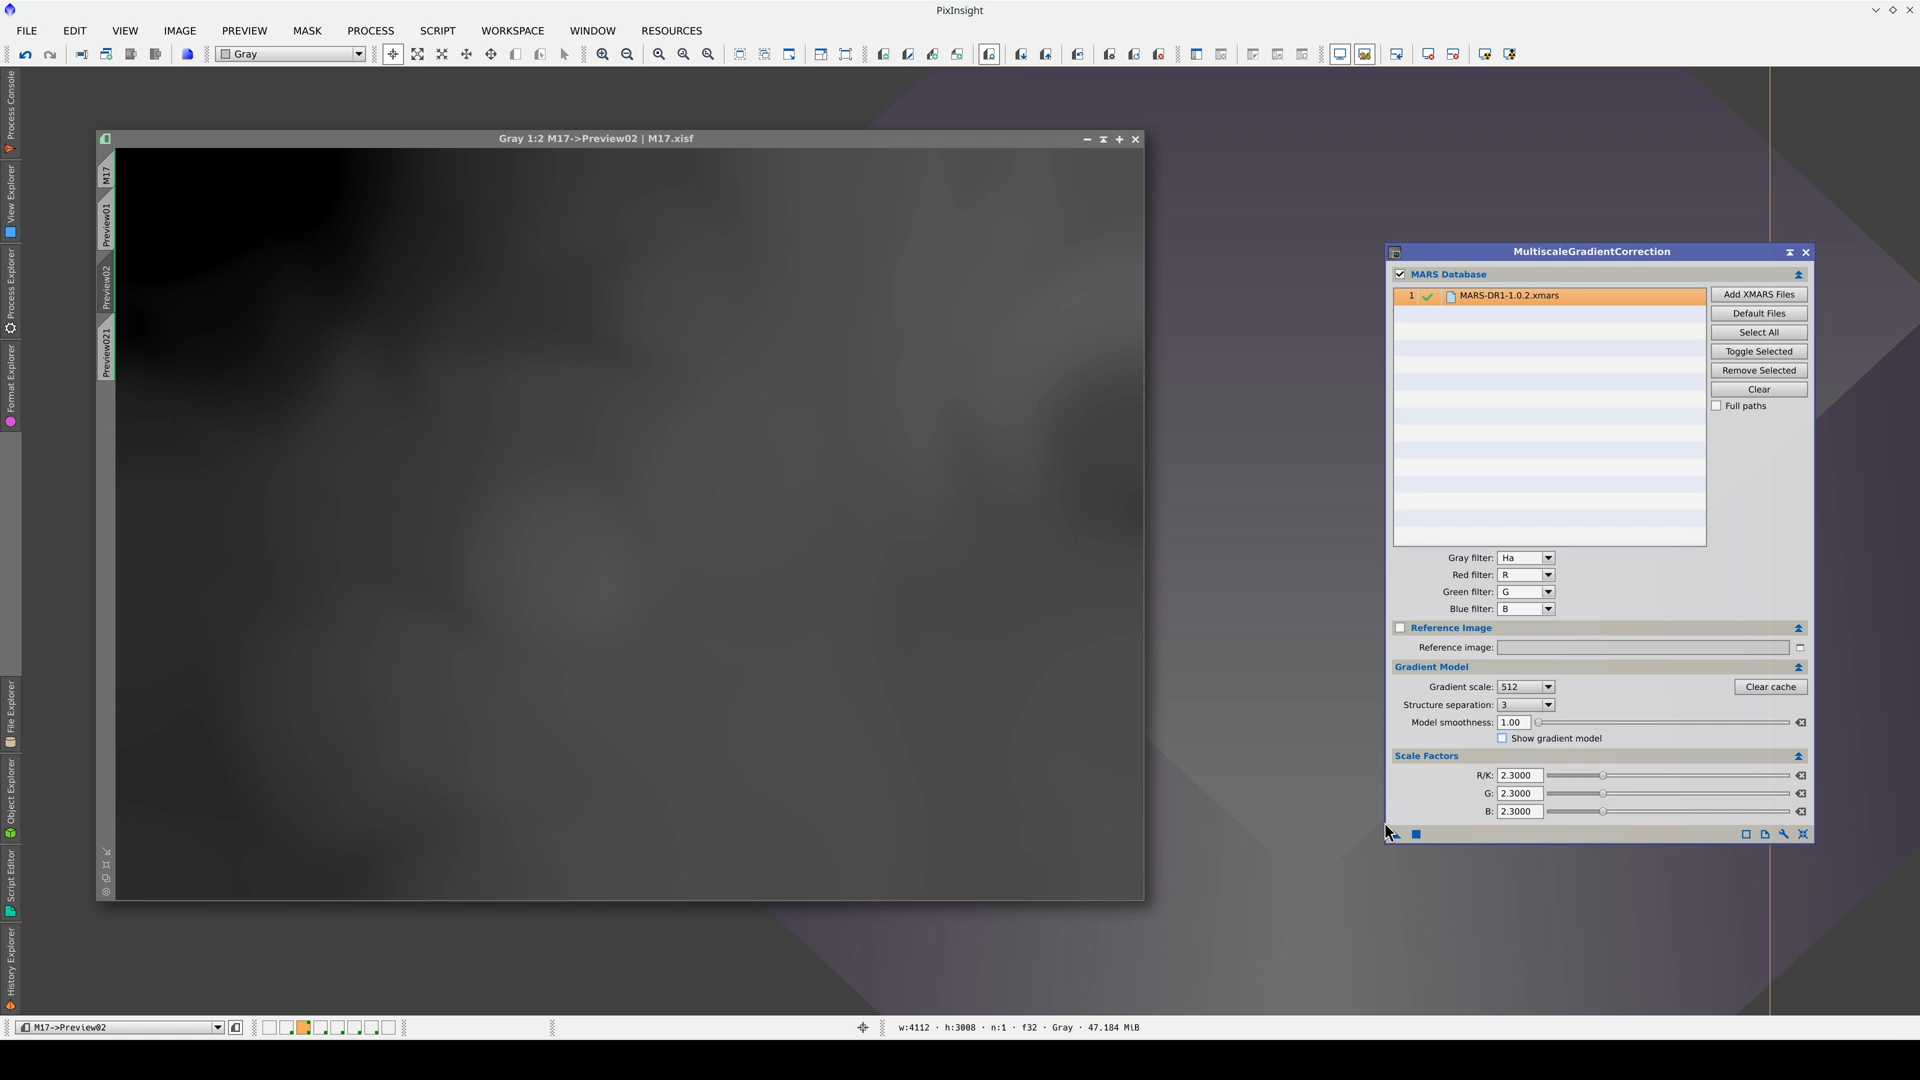 PixInsight
FILE EDIT VIEW IMAGE PREVIEW MASK PROCESS SCRIPT WORKSPACE WINDOW RESOURCES
Gray
Process Console
View Explorer
Process Explorer
Format Explorer
File Explorer
Object Explorer
Script Editor
History Explorer
Gray 1:2 M17->Preview02 | M17.xisf
M17
Preview01
Preview02
Preview021
MultiscaleGradientCorrection
MARS Database
1 MARS-DR1-1.0.2.xmars
Add XMARS Files
Default Files
Select All
Toggle Selected
Remove Selected
Clear
Full paths
Gray filter: Ha
Red filter: R
Green filter: G
Blue filter: B
Reference Image
Reference image:
Gradient Model
Gradient scale: 512 Clear cache
Structure separation: 3
Model smoothness: 1.00
Show gradient model
Scale Factors
R/K: 2.3000
G: 2.3000
B: 2.3000
M17->Preview02
w:4112 · h:3008 · n:1 · f32 · Gray · 47.184 MiB